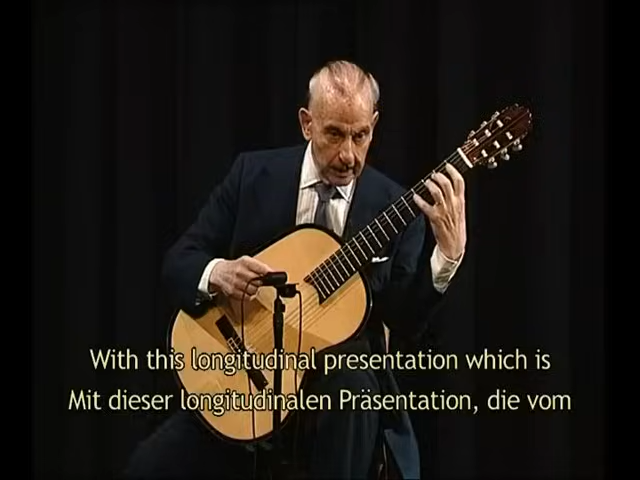 With this longitudinal presentation which is
Mit dieser longitudinalen Präsentation, die vom